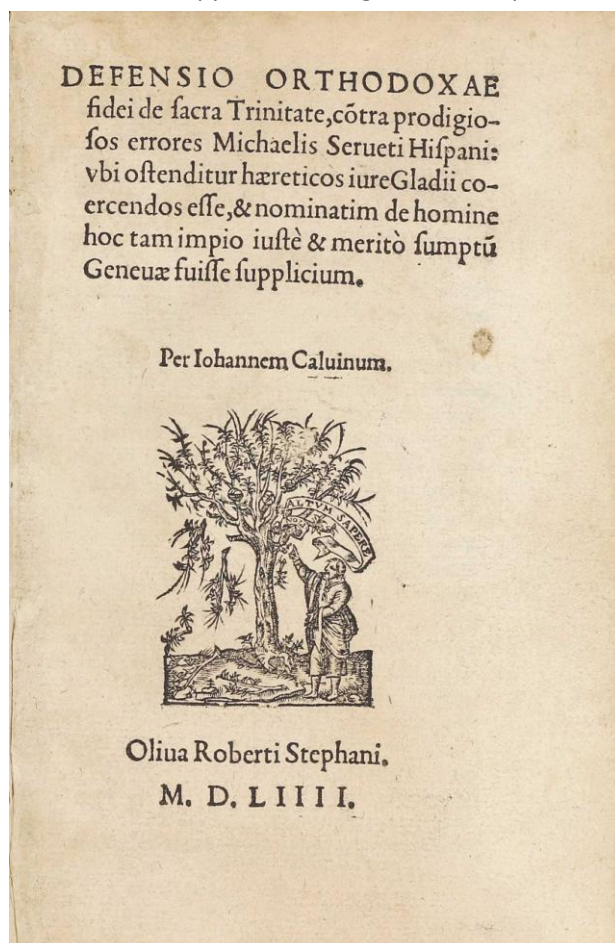 DEFENSIO ORTHODOXAE
fidei de ſacra Trinitate,cõtra prodigio-
ſos errores Michaelis Serueti Hiſpani:
vbi oſtenditur hæreticos iureGladii co-
ercendos eſſe,& nominatim de homine
hoc tam impio iuſtè & meritò ſumptũ
Geneuæ fuiſſe ſupplicium.
Per Iohannem Caluinum.
ALTVM SAPERE
Oliua Roberti Stephani.
M. D. LIIII.